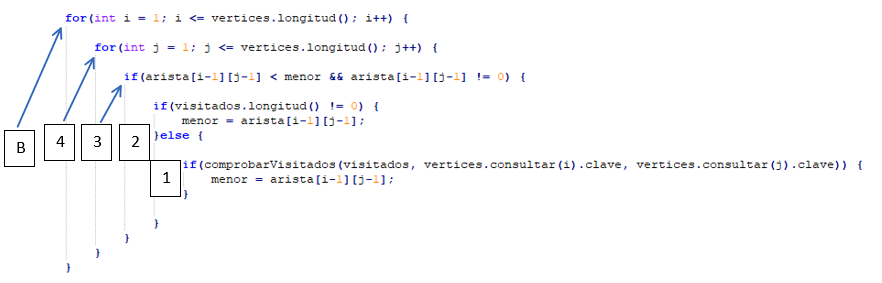 for(int i = 1; i <= vertices.longitud(); i++) {
for(int j = 1; j <= vertices.longitud(); j++) {
if(arista[i-1][j-1] < menor && arista[i-1][j-1] != 0) {
if(visitados.longitud() != 0) {
menor = arista[i-1][j-1];
B 4 3 2 }else {
1 if(comprobarVisitados(visitados, vertices.consultar(i).clave, vertices.consultar(j).clave)) {
menor = arista[i-1][j-1];
}
}
}
}
}